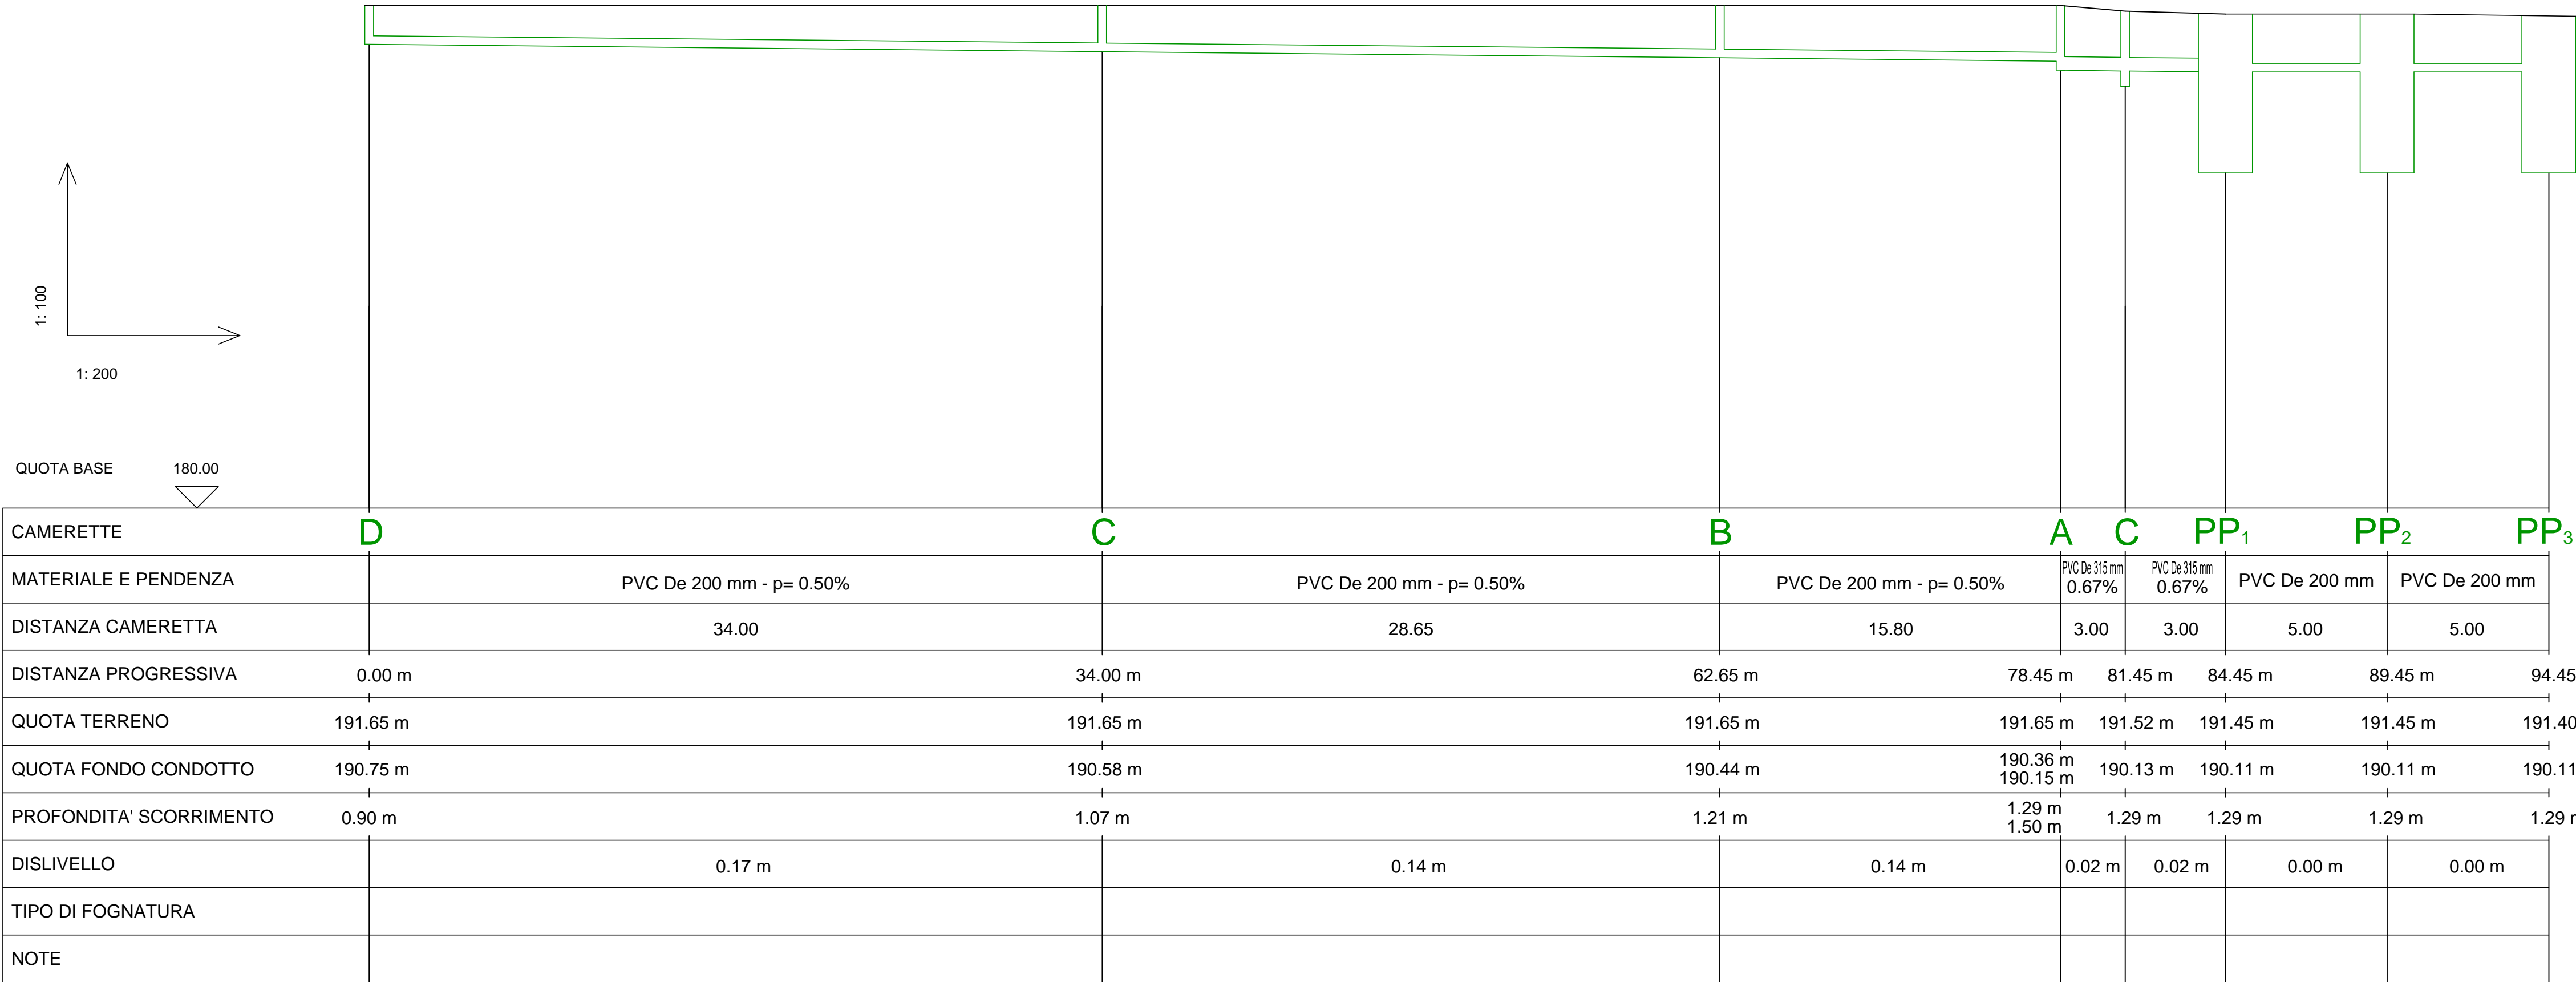 1: 100
1: 200
QUOTA BASE 180.00
CAMERETTE D C B A C PP1 PP2 PP3
MATERIALE E PENDENZA PVC De 200 mm - p= 0.50% PVC De 200 mm - p= 0.50% PVC De 200 mm - p= 0.50% PVC De 315 mm 0.67% PVC De 315 mm 0.67% PVC De 200 mm PVC De 200 mm
DISTANZA CAMERETTA 34.00 28.65 15.80 3.00 3.00 5.00 5.00
DISTANZA PROGRESSIVA 0.00 m 34.00 m 62.65 m 78.45 m 81.45 m 84.45 m 89.45 m 94.45
QUOTA TERRENO 191.65 m 191.65 m 191.65 m 191.65 m 191.52 m 191.45 m 191.45 m 191.40
QUOTA FONDO CONDOTTO 190.75 m 190.58 m 190.44 m 190.36 m 190.15 m 190.13 m 190.11 m 190.11 m 190.11
PROFONDITA' SCORRIMENTO 0.90 m 1.07 m 1.21 m 1.29 m 1.50 m 1.29 m 1.29 m 1.29 m 1.29 m
DISLIVELLO 0.17 m 0.14 m 0.14 m 0.02 m 0.02 m 0.00 m 0.00 m
TIPO DI FOGNATURA
NOTE